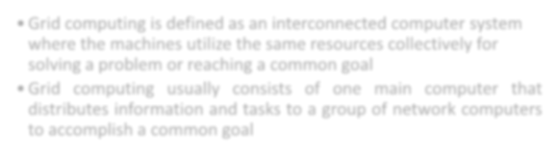 ▪ Grid computing is defined as an interconnected computer system
where the machines utilize the same resources collectively for
solving a problem or reaching a common goal
▪ Grid computing usually consists of one main computer that
distributes information and tasks to a group of network computers
to accomplish a common goal